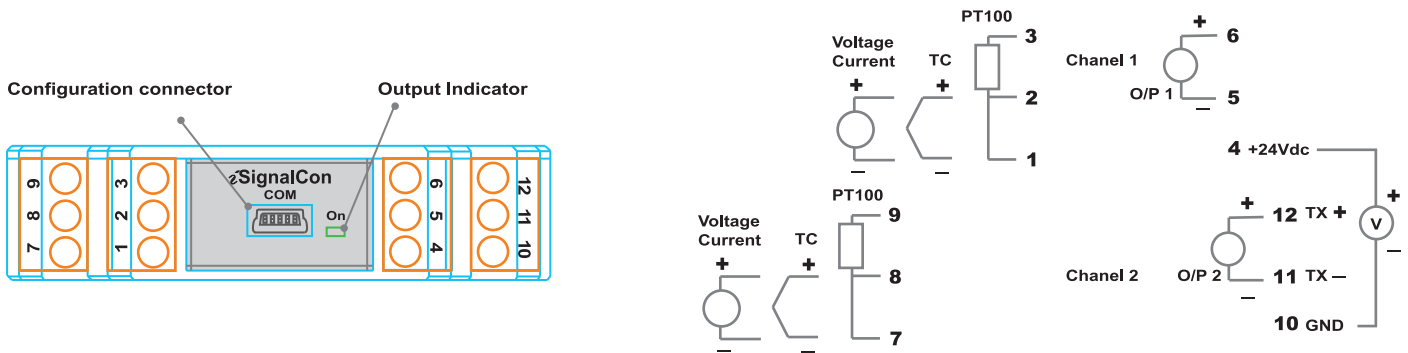 Configuration connector
Output Indicator
9
8
7
3
2
1
SignalCon
COM
On
6
5
4
12
11
10
PT100
3
Voltage
Current
TC
+
+
2
1
—
—
Chanel 1
+
6
O/P 1
5
—
4 +24Vdc
+
V
—
PT100
9
Voltage
Current
TC
+
+
8
7
—
—
Chanel 2
+
12 TX +
O/P 2
11 TX —
—
10 GND